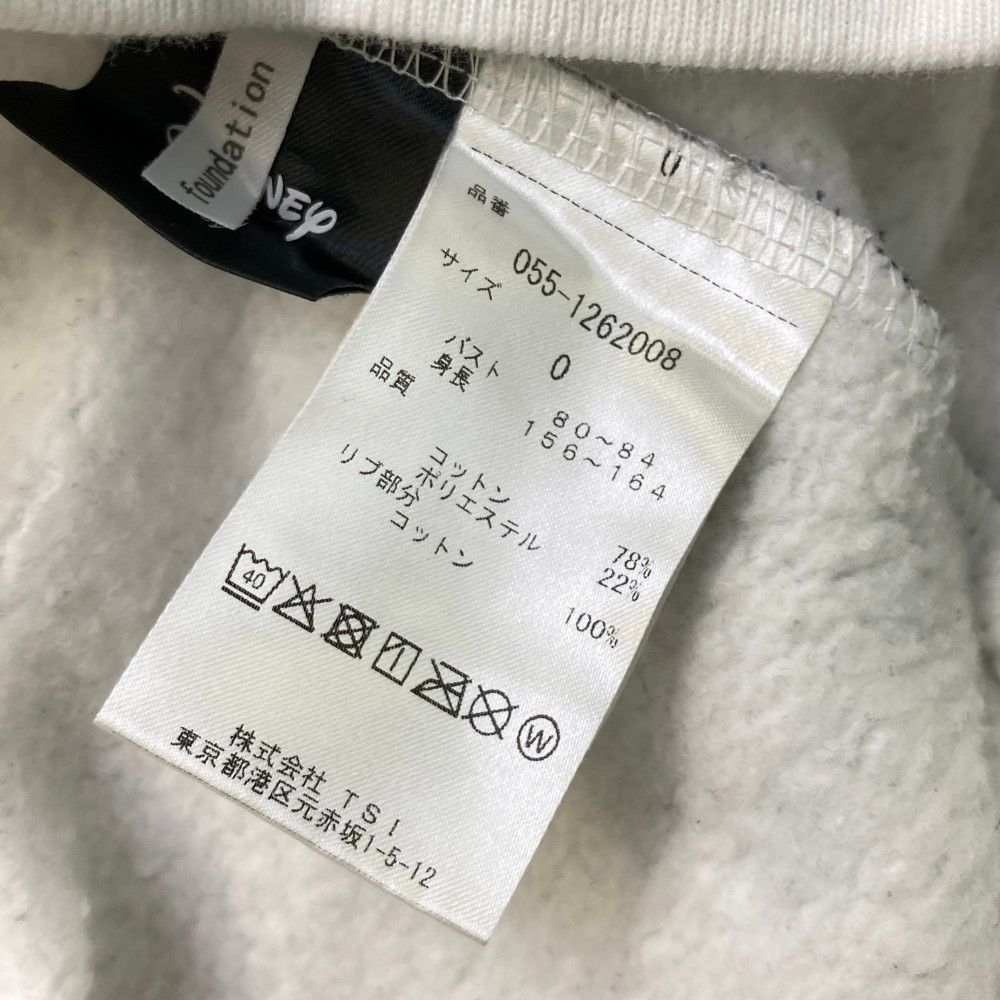 foundation
NEY
0
品番
055-1262008
サイズ
0
バスト 80～84
身長 156～164
品質
コットン 78%
ポリエステル 22%
リブ部分
コットン 100%
40
W
株式会社 TSI
東京都港区元赤坂1-5-12